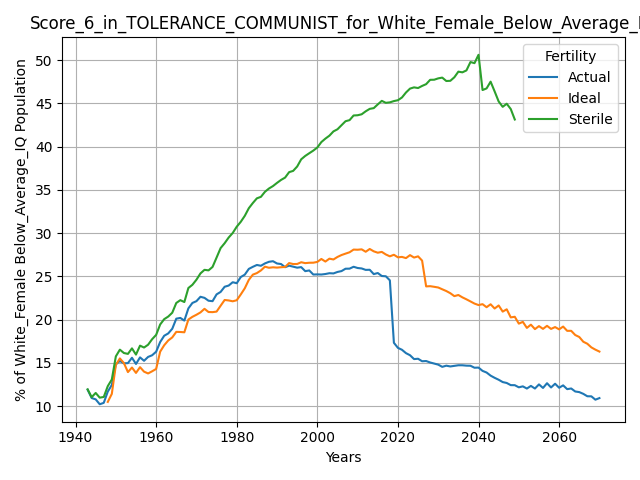 Score_6_in_TOLERANCE_COMMUNIST_for_White_Female_Below_Average_
% of White_Female Below_Average_IQ Population
50
45
40
35
30
25
20
15
10
Fertility
Actual
Ideal
Sterile
1940
1960
1980
2000
2020
2040
2060
Years